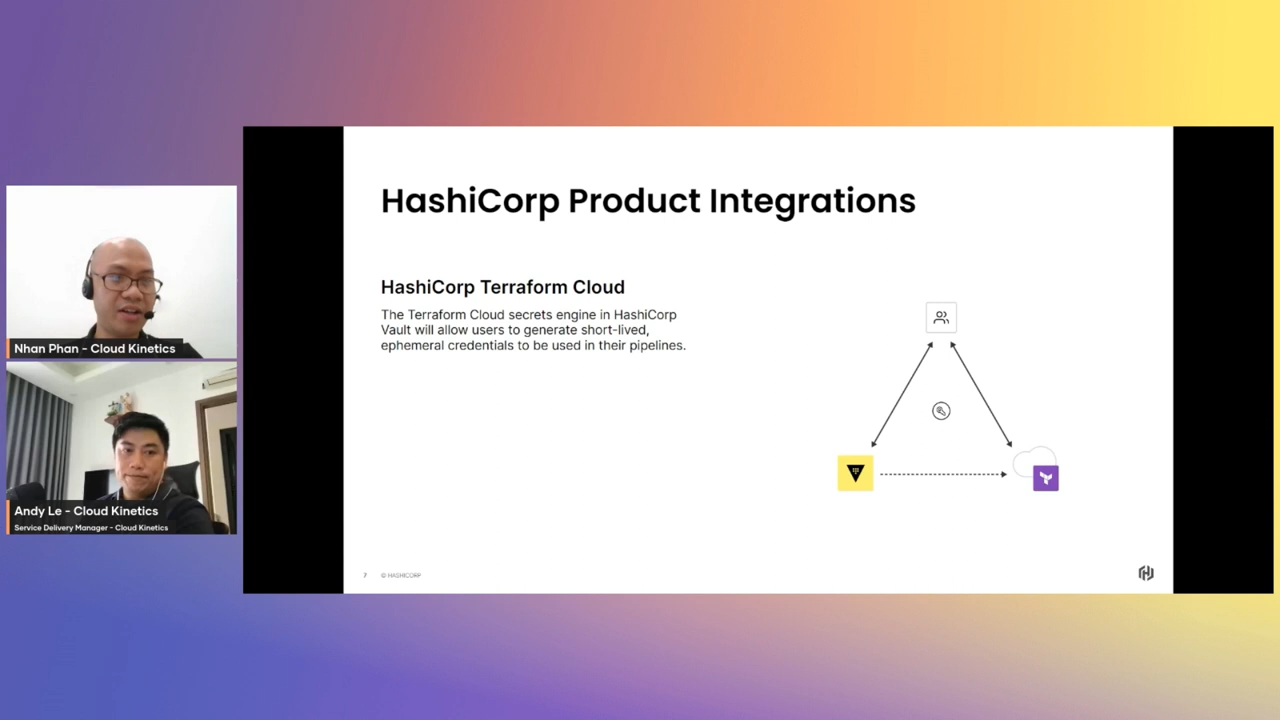 HashiCorp Product Integrations
HashiCorp Terraform Cloud
The Terraform Cloud secrets engine in HashiCorp
Vault will allow users to generate short-lived,
ephemeral credentials to be used in their pipelines.
Nhan Phan - Cloud Kinetics
Andy Le - Cloud Kinetics
Service Delivery Manager - Cloud Kinetics
7 © HASHICORP